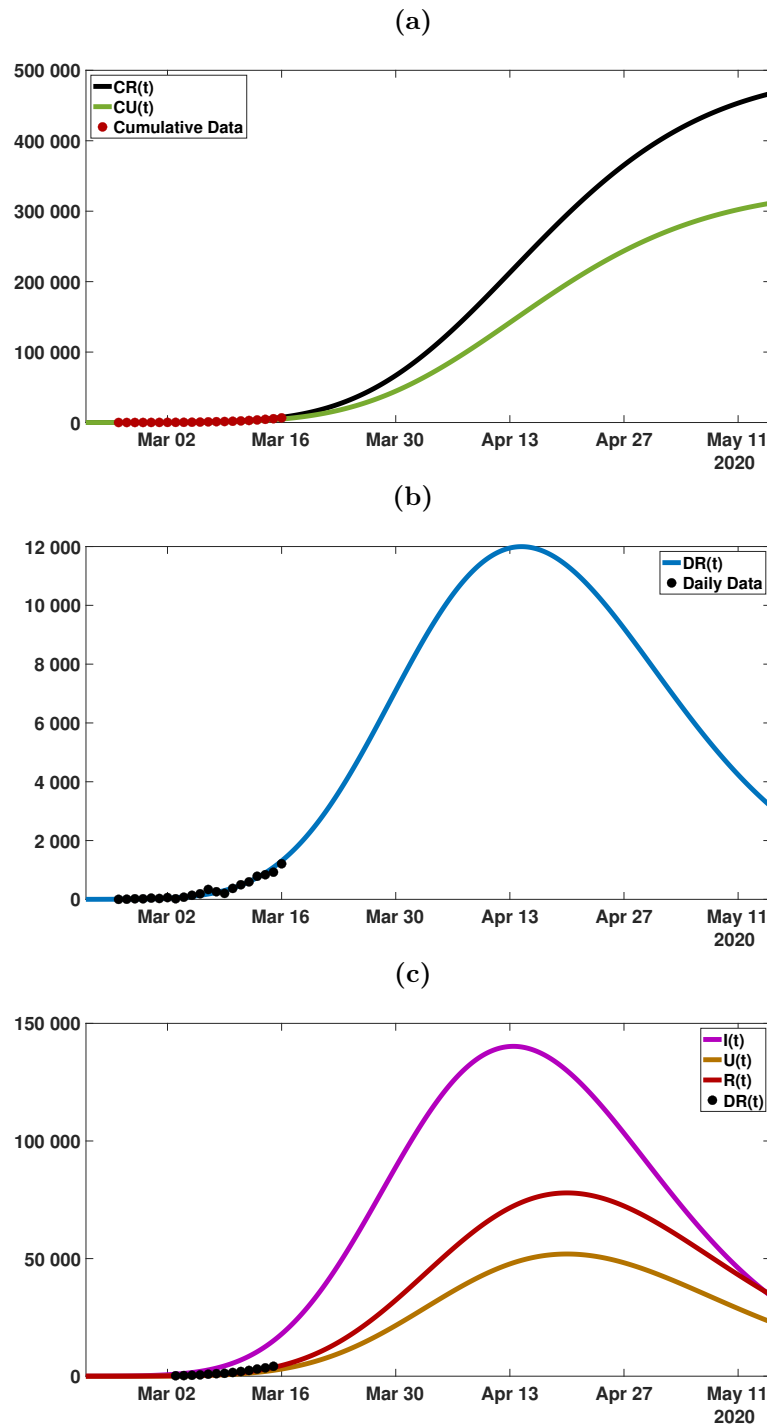 (a)
500 000
400 000
300 000
200 000
100 000
0
CR(t)
CU(t)
Cumulative Data
Mar 02 Mar 16 Mar 30 Apr 13 Apr 27 May 11
2020
(b)
12 000
10 000
8 000
6 000
4 000
2 000
0
DR(t)
Daily Data
Mar 02 Mar 16 Mar 30 Apr 13 Apr 27 May 11
2020
(c)
150 000
100 000
50 000
0
I(t)
U(t)
R(t)
DR(t)
Mar 02 Mar 16 Mar 30 Apr 13 Apr 27 May 11
2020